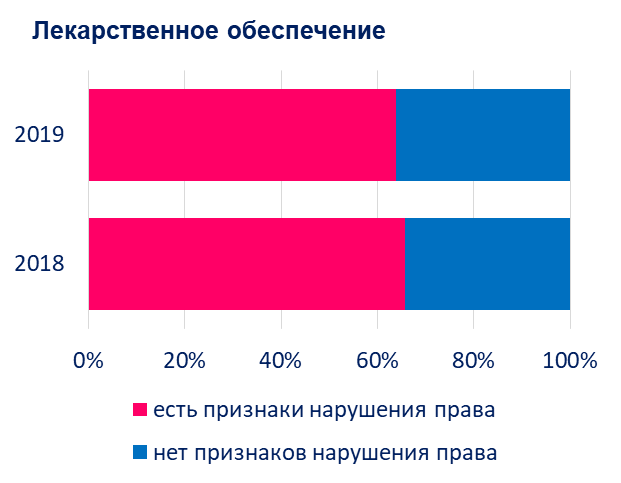 Лекарственное обеспечение
2019
2018
0% 20% 40% 60% 80% 100%
есть признаки нарушения права
нет признаков нарушения права